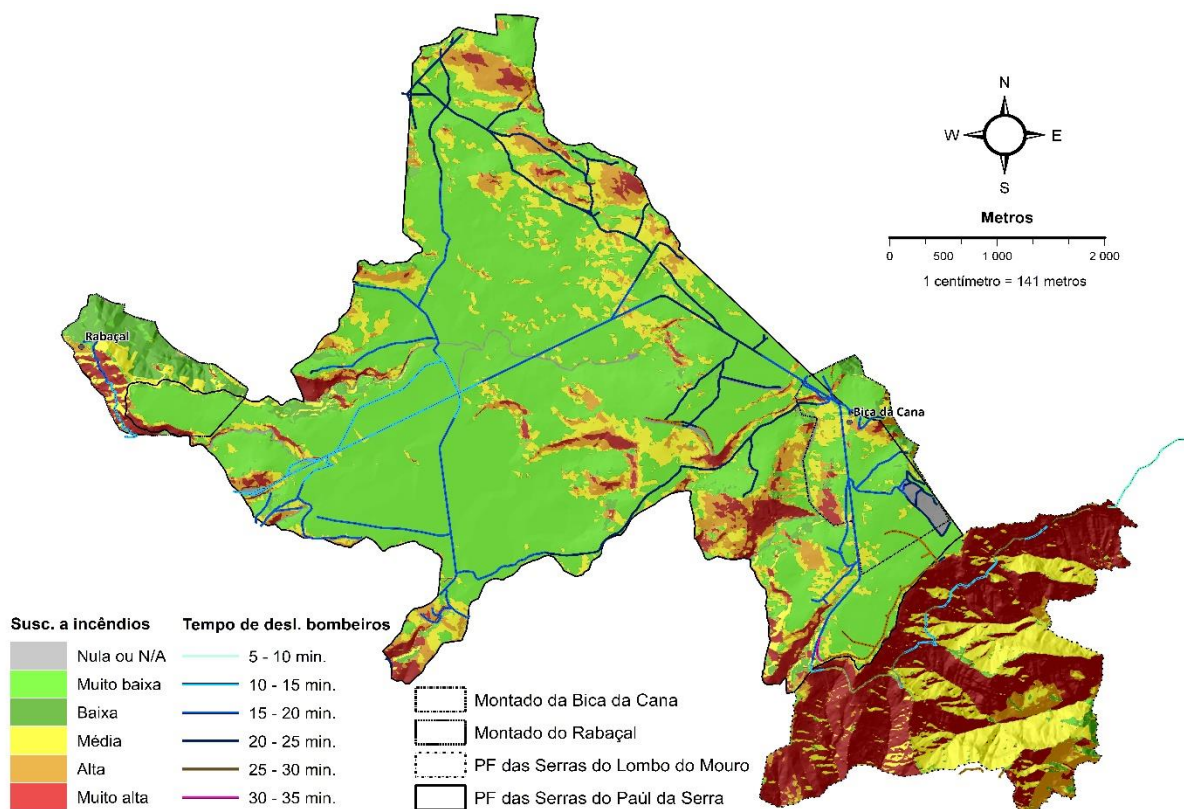 N
W
E
S
Metros
0 500 1 000 2 000
1 centímetro = 141 metros
Rabaçal
Bica da Cana
Susc. a incêndios
Nula ou N/A
Muito baixa
Baixa
Média
Alta
Muito alta
Tempo de desl. bombeiros
5 - 10 min.
10 - 15 min.
15 - 20 min.
20 - 25 min.
25 - 30 min.
30 - 35 min.
Montado da Bica da Cana
Montado do Rabaçal
PF das Serras do Lombo do Mouro
PF das Serras do Paúl da Serra